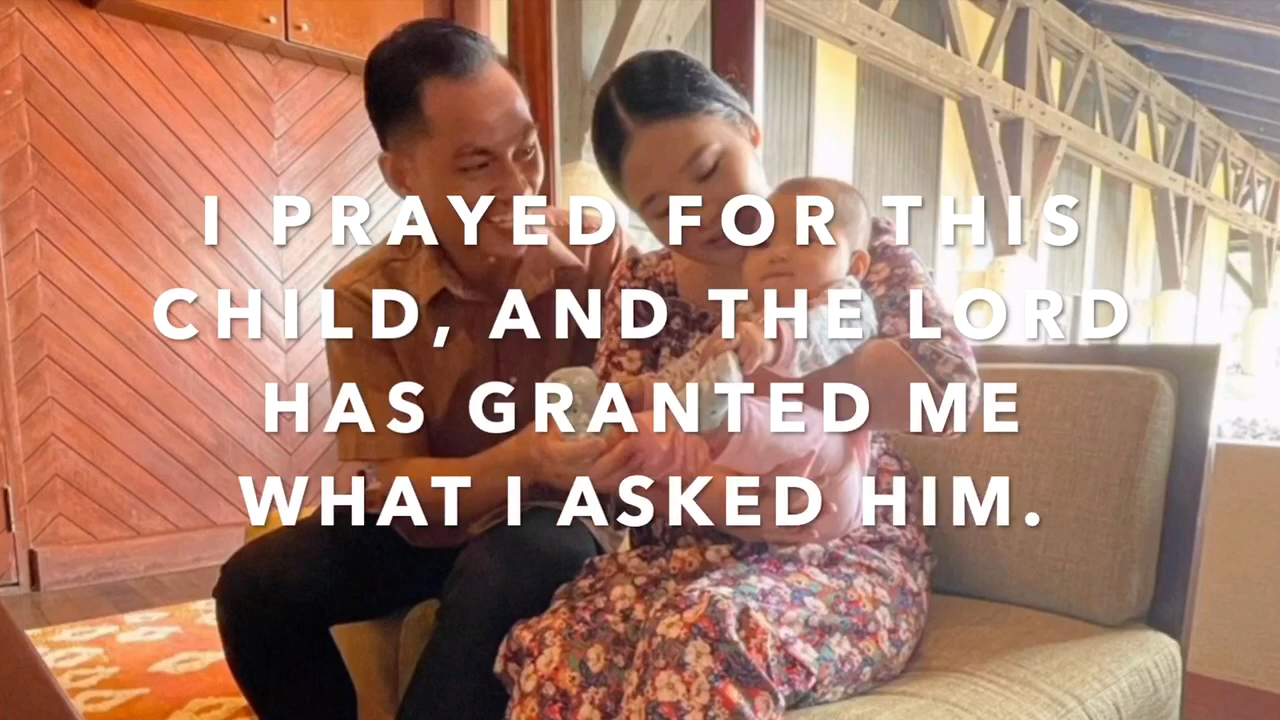 I PRAYED FOR THIS
CHILD, AND THE LORD
HAS GRANTED ME
WHAT I ASKED HIM.